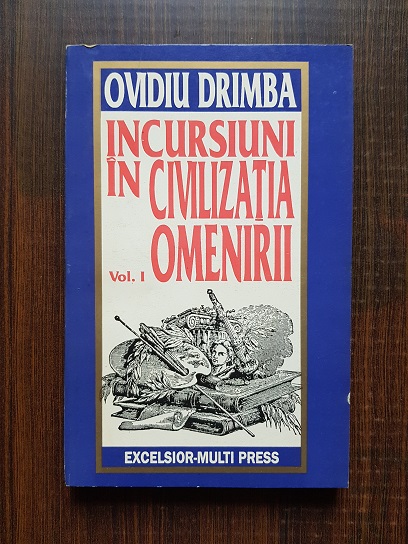 OVIDIU DRIMBA
INCURSIUNI
ÎN CIVILIZAȚIA
Vol. I OMENIRII
EXCELSIOR-MULTI PRESS